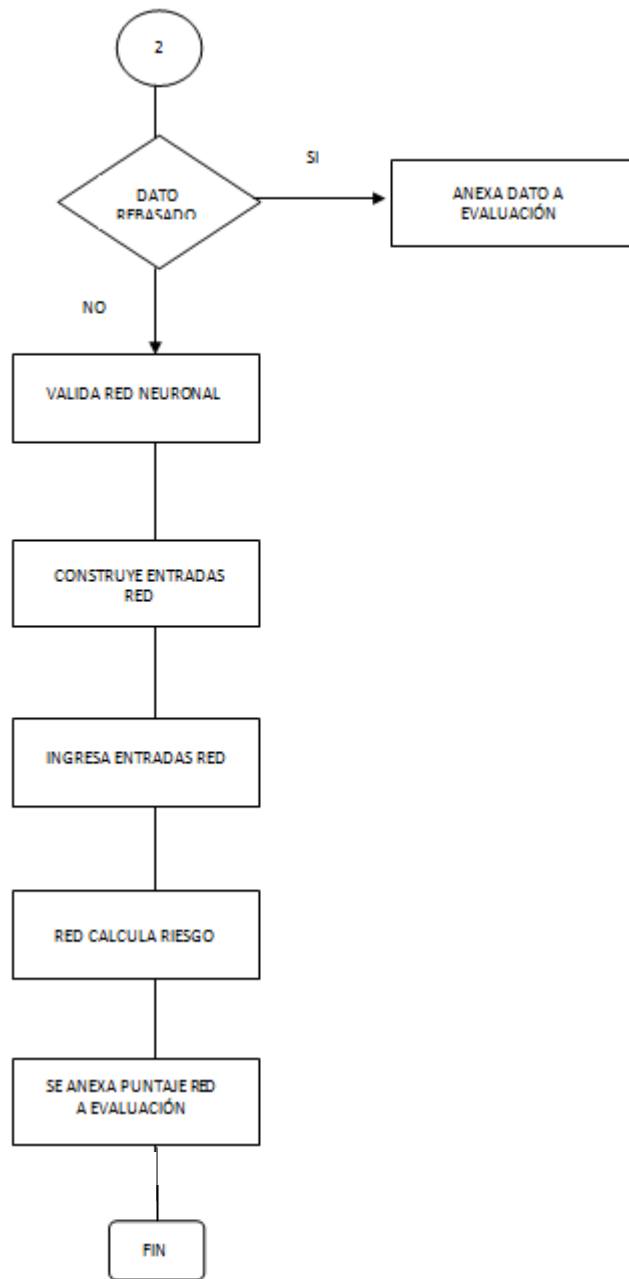 2
DATO
REBASADO
SI
ANEXA DATO A
EVALUACIÓN
NO
VALIDA RED NEURONAL
CONSTRUYE ENTRADAS
RED
INGRESA ENTRADAS RED
RED CALCULA RIESGO
SE ANEXA PUNTAJE RED
A EVALUACIÓN
FIN